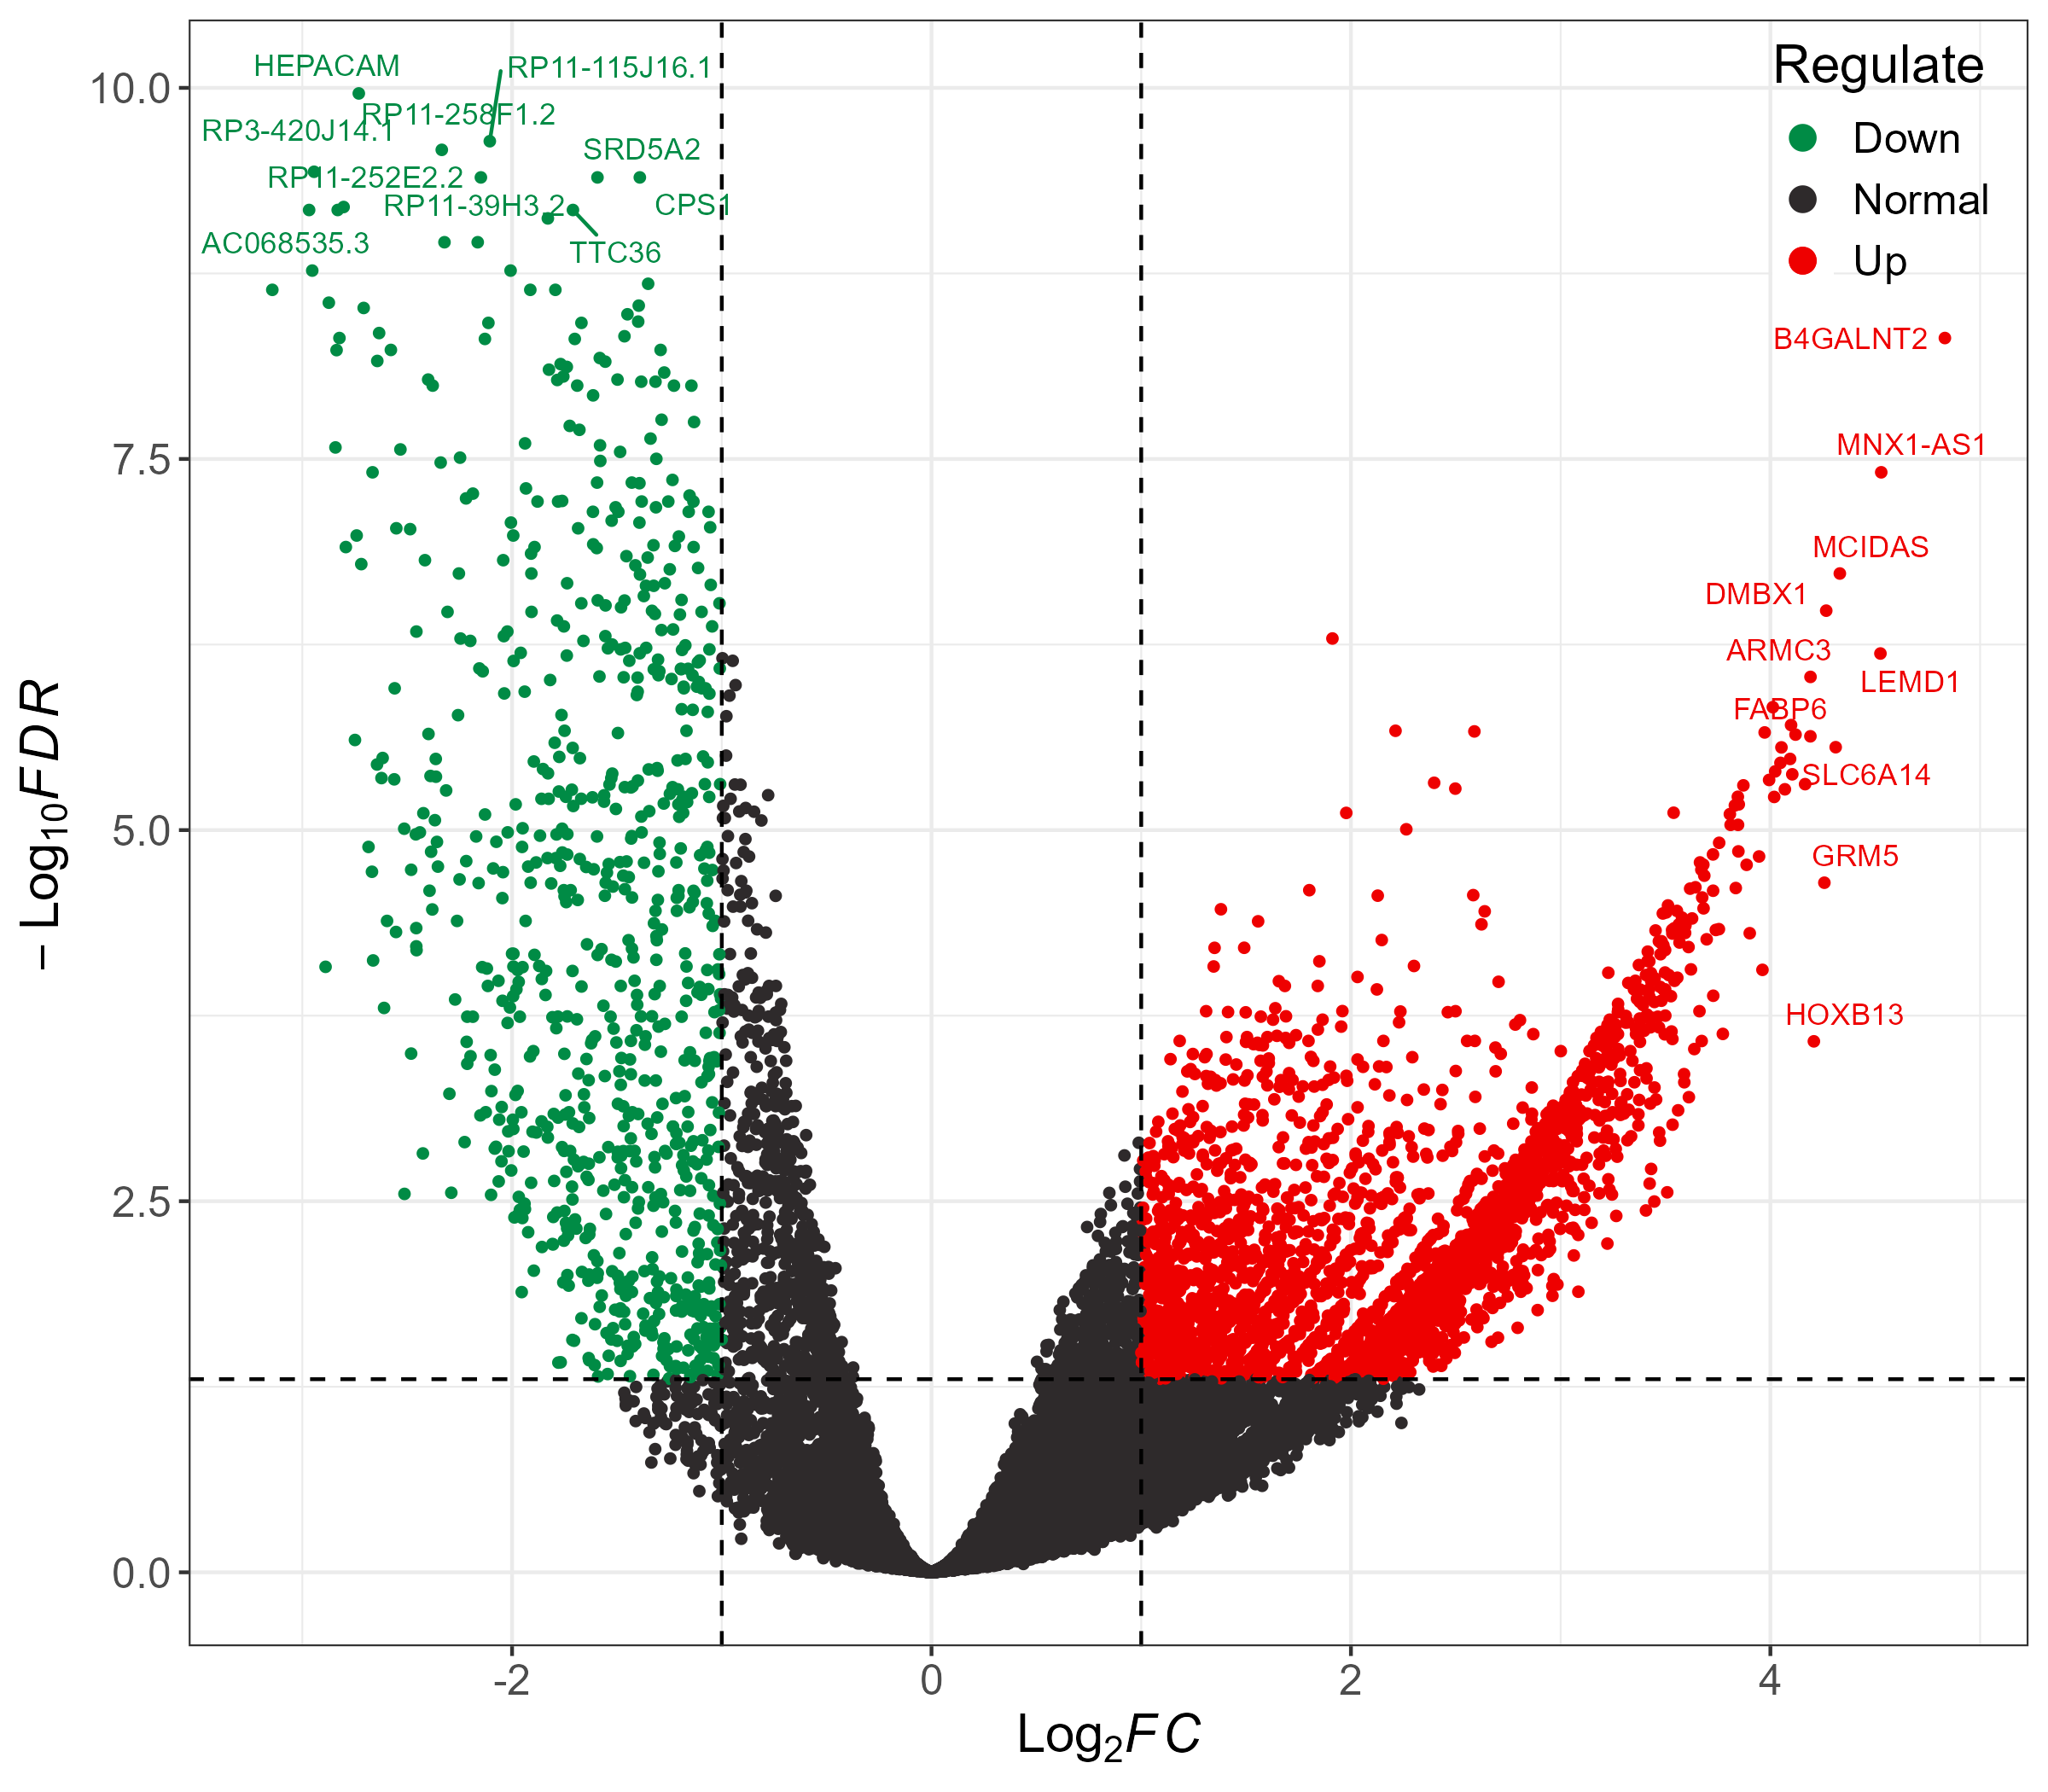 HEPACAM
RP11-115J16.1
RP11-258F1.2
RP3-420J14.1
SRD5A2
RP11-252E2.2
RP11-39H3.2
CPS1
AC068535.3
TTC36
Regulate
Down
Normal
Up
B4GALNT2
MNX1-AS1
MCIDAS
DMBX1
ARMC3
LEMD1
FABP6
SLC6A14
GRM5
HOXB13
10.0
7.5
5.0
2.5
0.0
− Log₁₀FDR
-2 0 2 4
Log₂FC